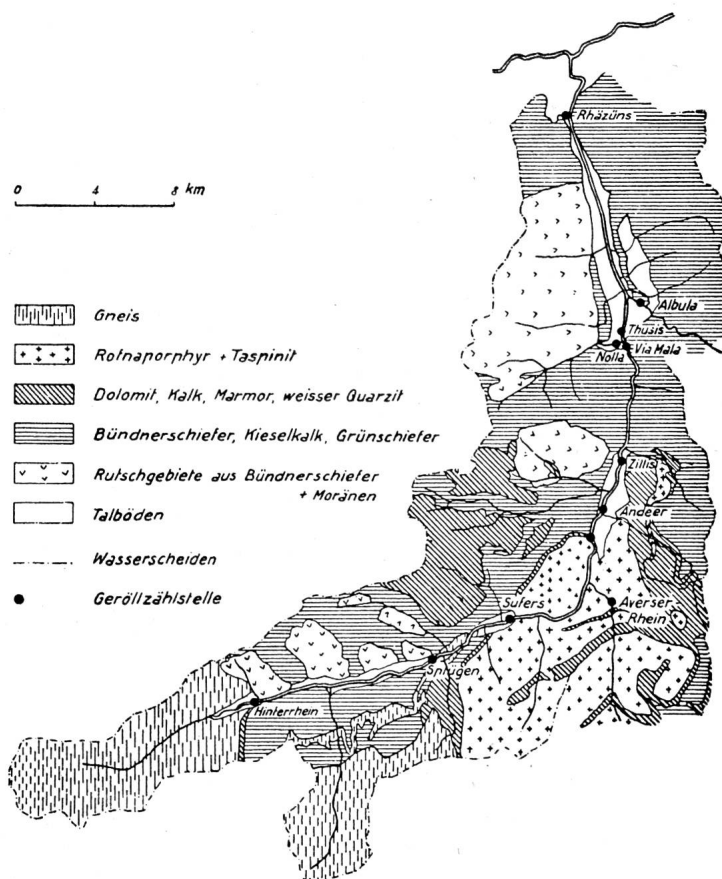 Rhäzüns
0 4 8 km
Albula
Thusis
Via Mala
Nolla
Gneis
Rofnaporphyr + Taspinit
Dolomit, Kalk, Marmor, weisser Quarzit
Bündnerschiefer, Kieselkalk, Grünschiefer
Rutschgebiete aus Bündnerschiefer
+ Moränen
Talböden
Wasserscheiden
Geröllzählstelle
Zillis
Andeer
Sufers
Averser
Rhein
Splügen
Hinterrhein